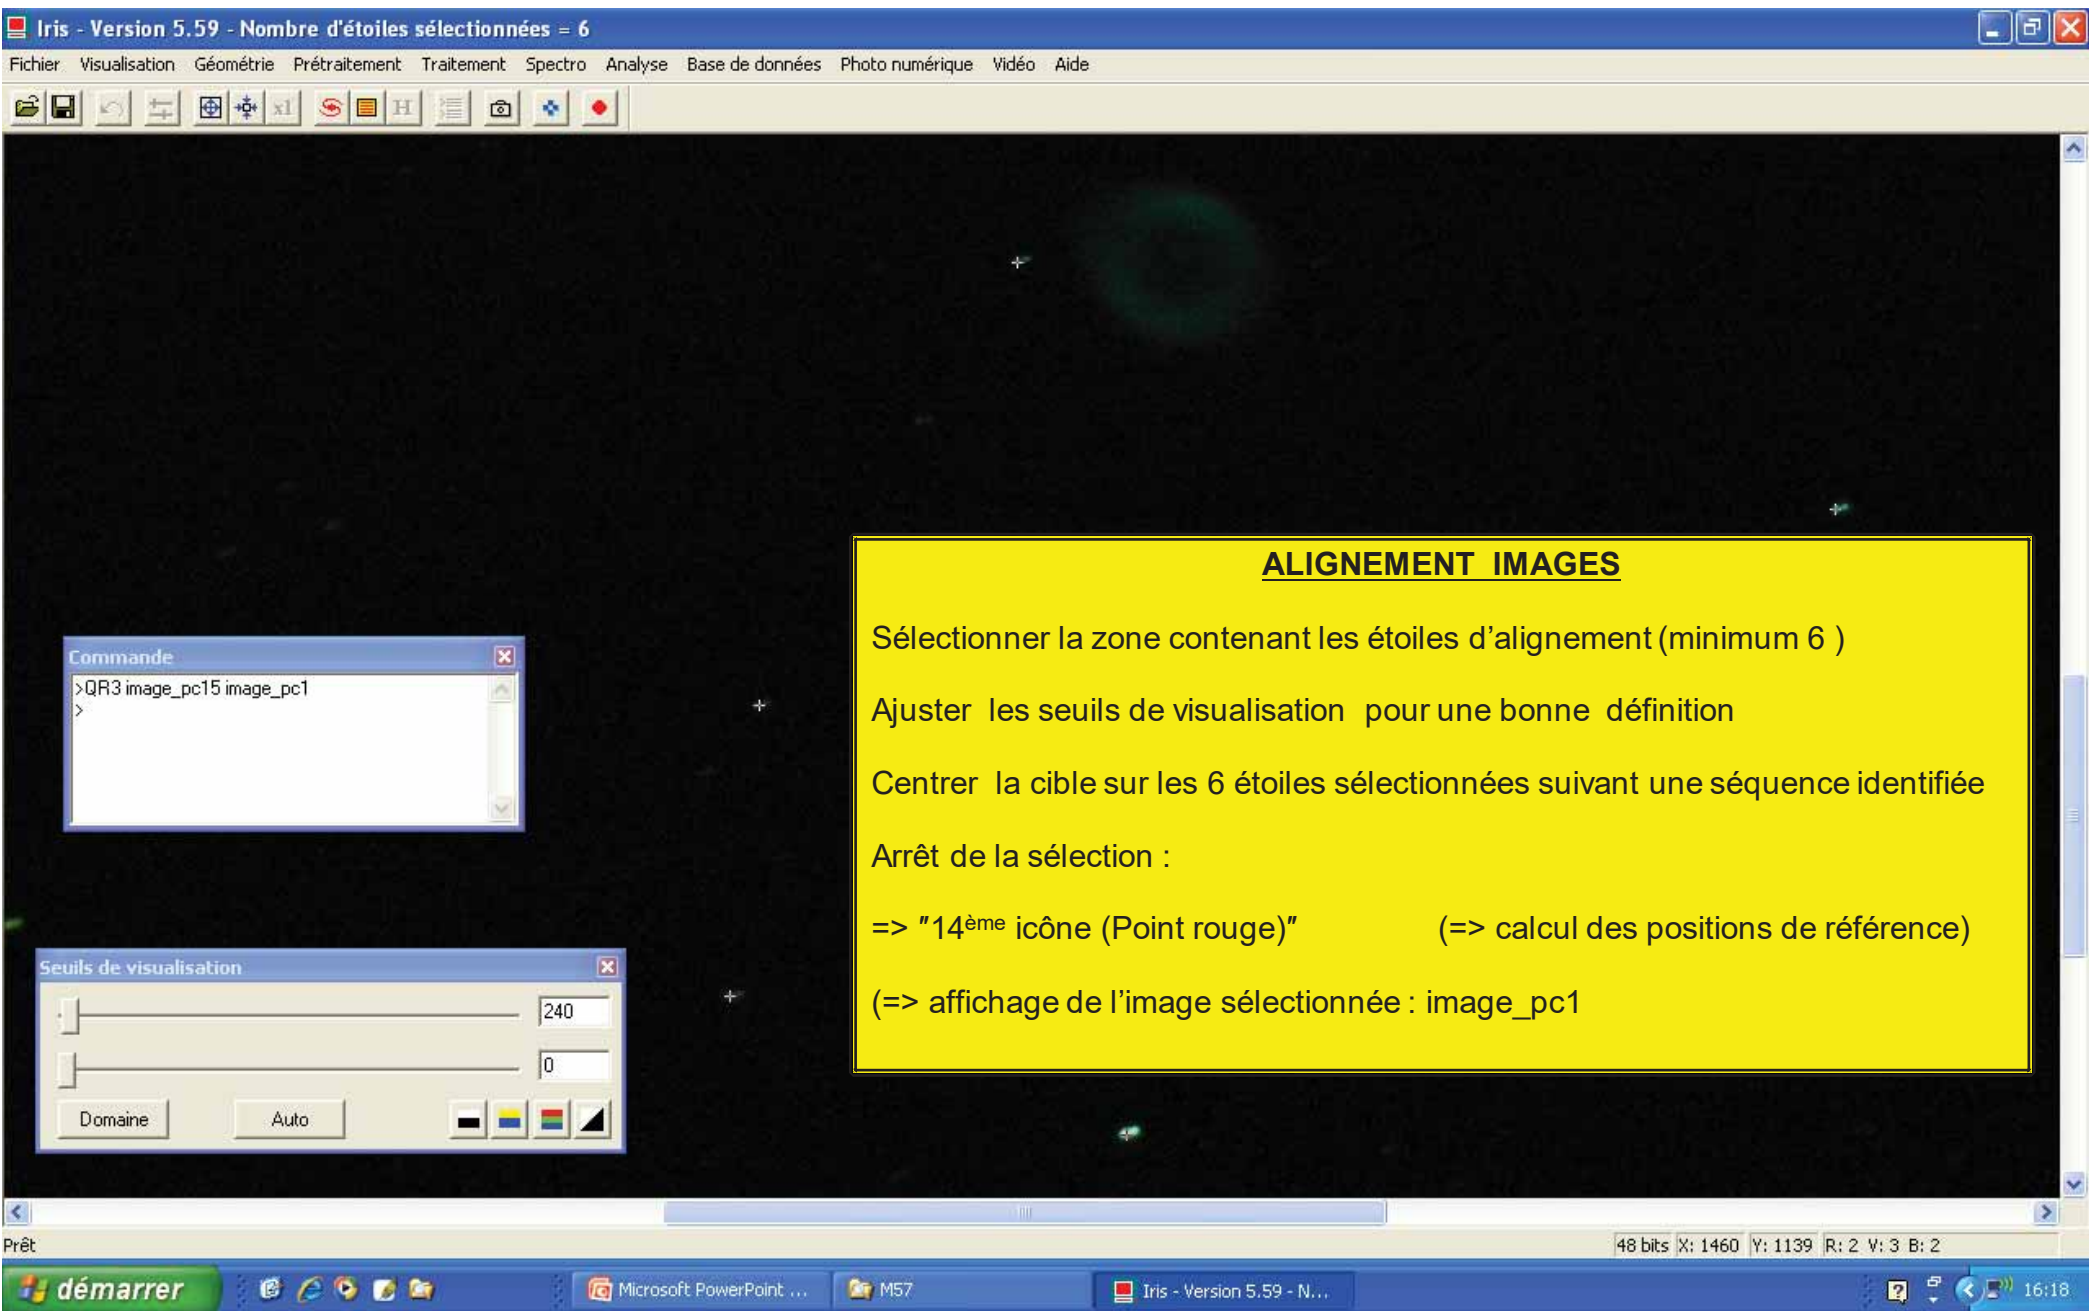 Iris - Version 5.59 - Nombre d'étoiles sélectionnées = 6
Fichier Visualisation Géométrie Prétraitement Traitement Spectro Analyse Base de données Photo numérique Vidéo Aide
x1 H
ALIGNEMENT IMAGES
Sélectionner la zone contenant les étoiles d’alignement (minimum 6 )
Ajuster les seuils de visualisation pour une bonne définition
Centrer la cible sur les 6 étoiles sélectionnées suivant une séquence identifiée
Arrêt de la sélection :
=> "14ème icône (Point rouge)" (=> calcul des positions de référence)
(=> affichage de l’image sélectionnée : image_pc1
Commande
>QR3 image_pc15 image_pc1
>
Seuils de visualisation
240
0
Domaine Auto
Prêt 48 bits X: 1460 Y: 1139 R: 2 V: 3 B: 2
démarrer Microsoft PowerPoint ... M57 Iris - Version 5.59 - N... 16:18